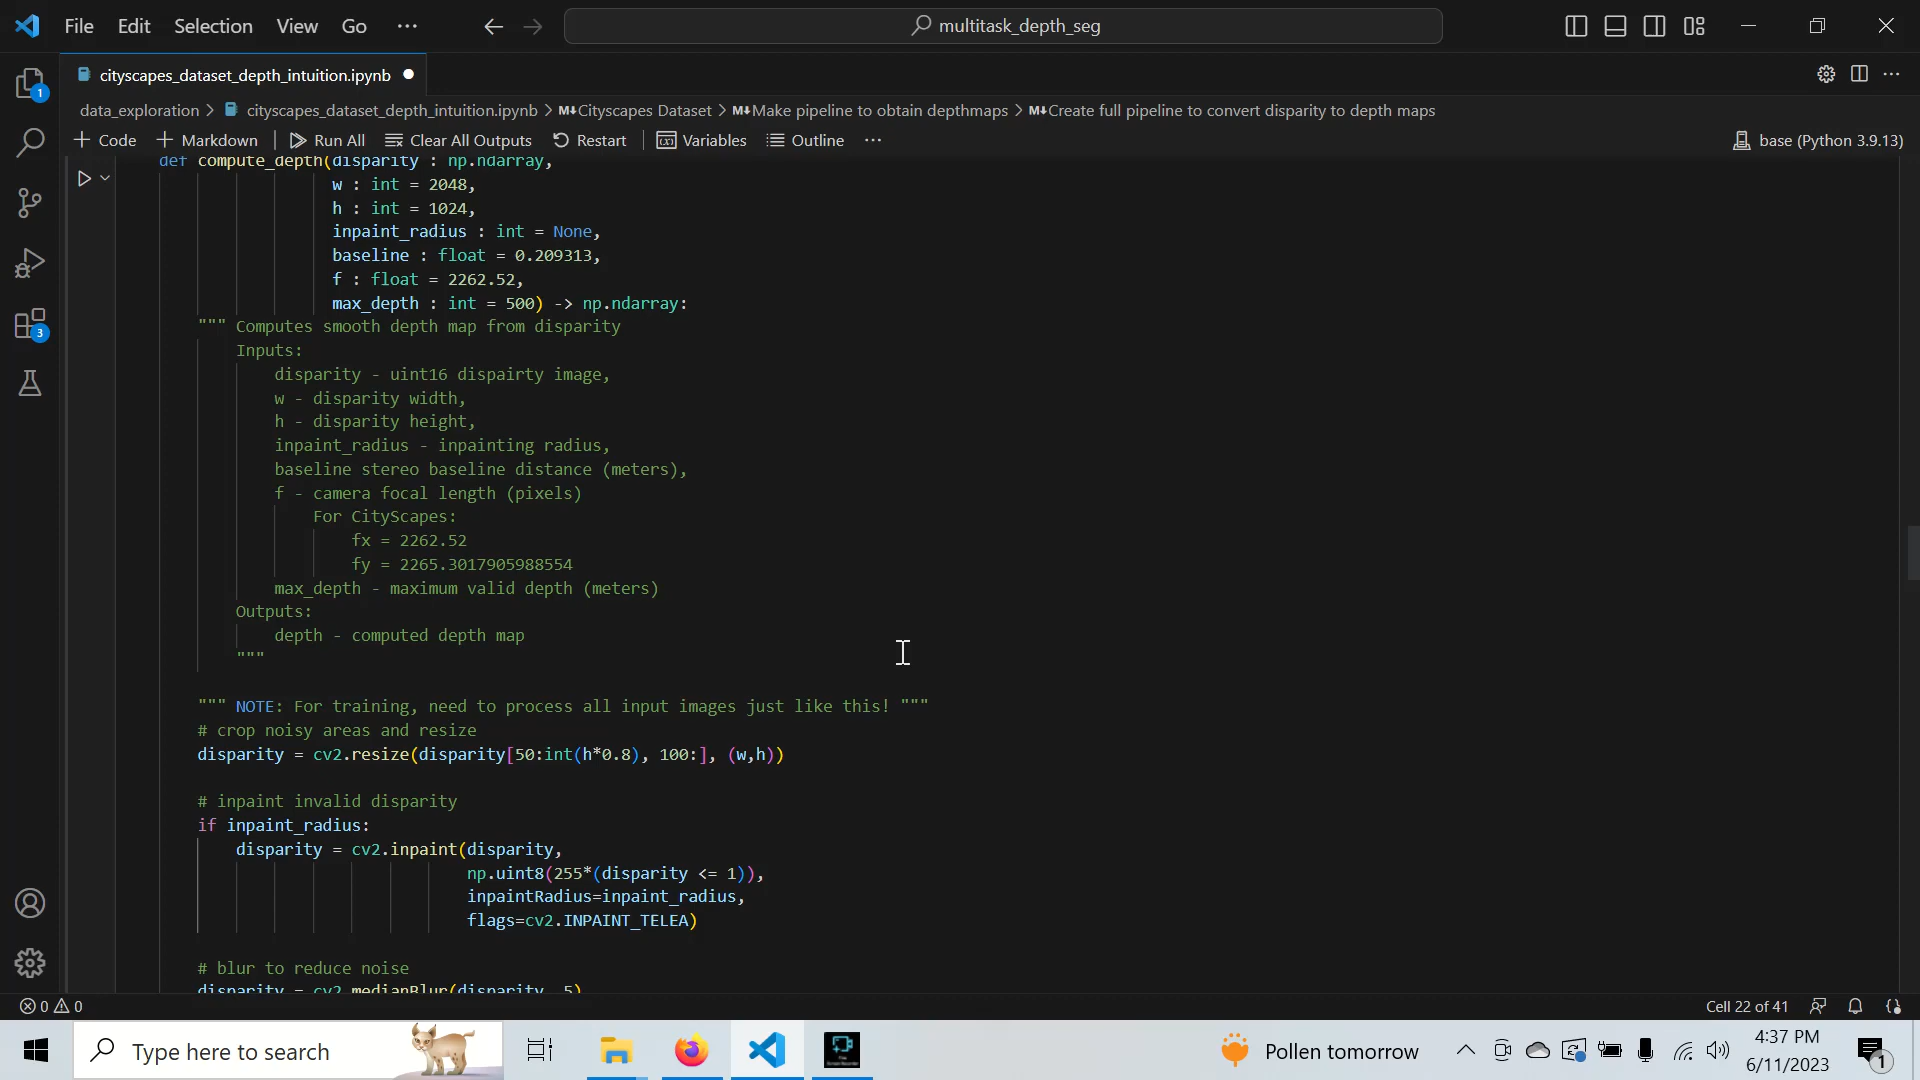 File Edit Selection View Go ···
multitask_depth_seg
cityscapes_dataset_depth_intuition.ipynb
data_exploration > cityscapes_dataset_depth_intuition.ipynb > M↓Cityscapes Dataset > M↓Make pipeline to obtain depthmaps > M↓Create full pipeline to convert disparity to depth maps
+ Code + Markdown | Run All Clear All Outputs Restart | Variables Outline ···
base (Python 3.9.13)
def compute_depth(disparity : np.ndarray,
w : int = 2048,
h : int = 1024,
inpaint_radius : int = None,
baseline : float = 0.209313,
f : float = 2262.52,
max_depth : int = 500) -> np.ndarray:
""" Computes smooth depth map from disparity
Inputs:
disparity - uint16 dispairty image,
w - disparity width,
h - disparity height,
inpaint_radius - inpainting radius,
baseline stereo baseline distance (meters),
f - camera focal length (pixels)
For CityScapes:
fx = 2262.52
fy = 2265.3017905988554
max_depth - maximum valid depth (meters)
Outputs:
depth - computed depth map
"""
""" NOTE: For training, need to process all input images just like this! """
# crop noisy areas and resize
disparity = cv2.resize(disparity[50:int(h*0.8), 100:], (w,h))
# inpaint invalid disparity
if inpaint_radius:
disparity = cv2.inpaint(disparity,
np.uint8(255*(disparity <= 1)),
inpaintRadius=inpaint_radius,
flags=cv2.INPAINT_TELEA)
# blur to reduce noise
disparity = cv2.medianBlur(disparity, 5)
1
3
0 0
Cell 22 of 41
Type here to search
Pollen tomorrow
4:37 PM
6/11/2023
1